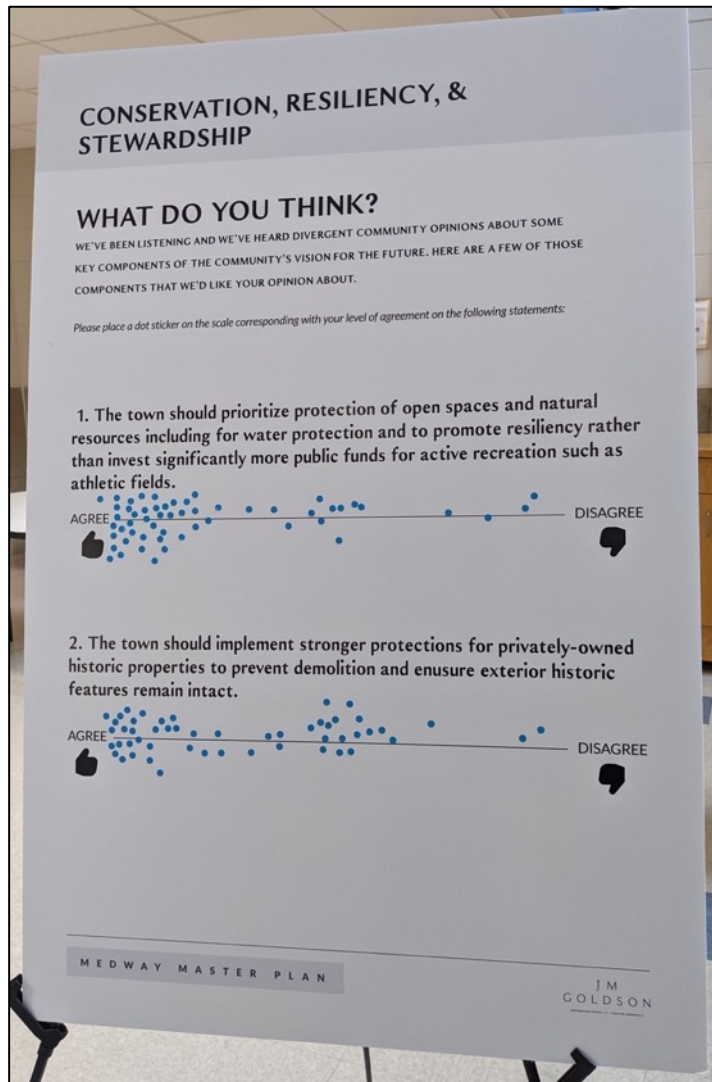 CONSERVATION, RESILIENCY, &
STEWARDSHIP
WHAT DO YOU THINK?
WE'VE BEEN LISTENING AND WE'VE HEARD DIVERGENT COMMUNITY OPINIONS ABOUT SOME
KEY COMPONENTS OF THE COMMUNITY'S VISION FOR THE FUTURE. HERE ARE A FEW OF THOSE
COMPONENTS THAT WE'D LIKE YOUR OPINION ABOUT.
Please place a dot sticker on the scale corresponding with your level of agreement on the following statements:
1. The town should prioritize protection of open spaces and natural
resources including for water protection and to promote resiliency rather
than invest significantly more public funds for active recreation such as
athletic fields.
AGREE DISAGREE
2. The town should implement stronger protections for privately-owned
historic properties to prevent demolition and enusure exterior historic
features remain intact.
AGREE DISAGREE
MEDWAY MASTER PLAN
JM
GOLDSON